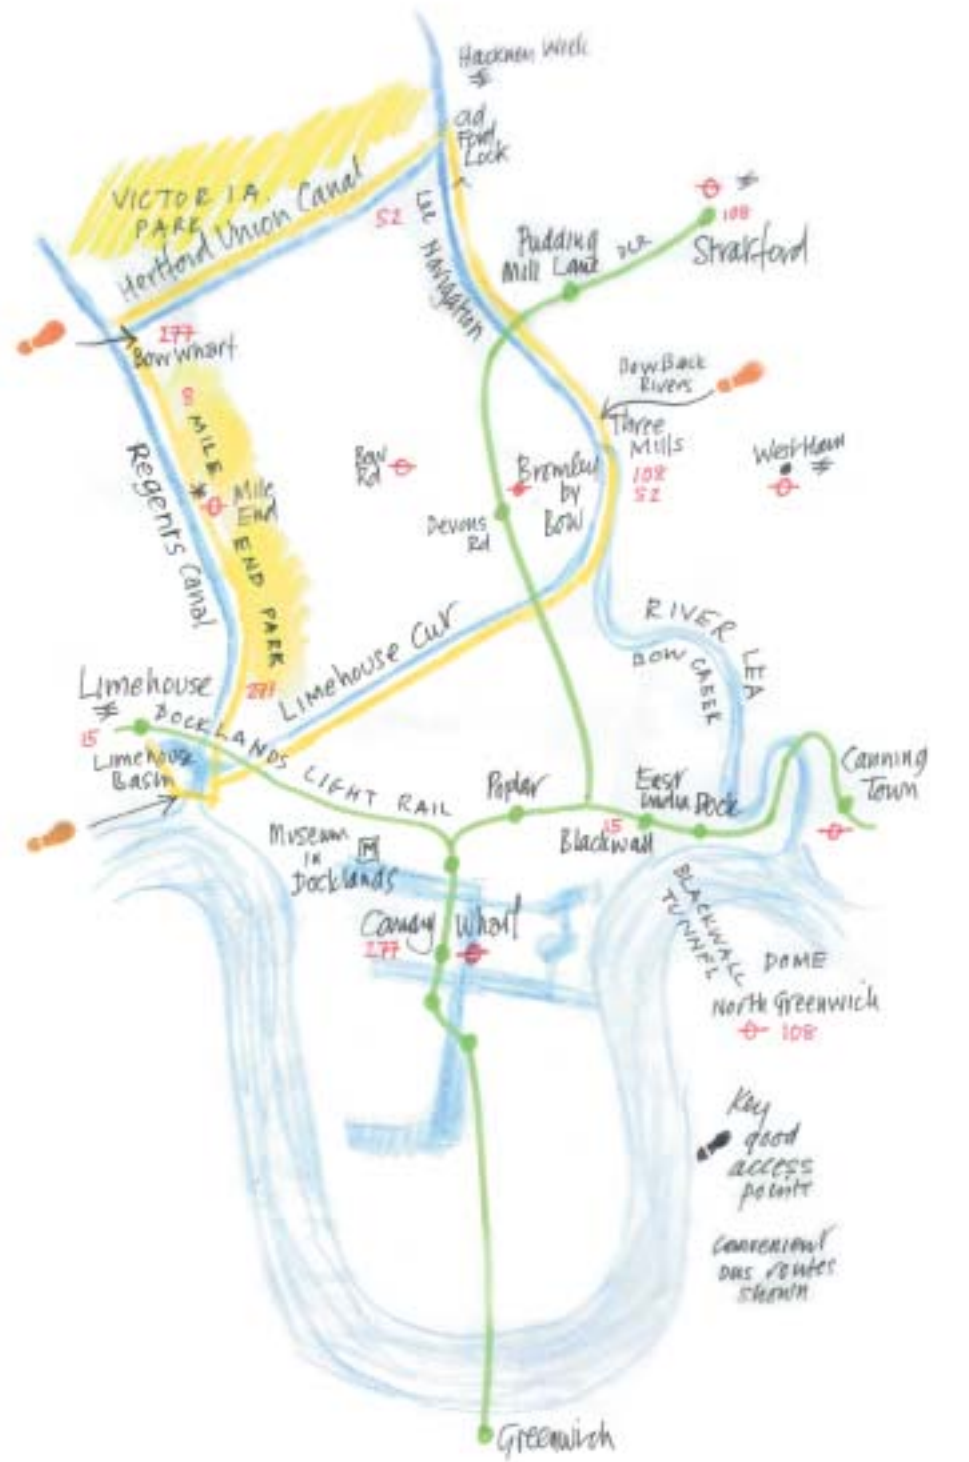 Hackney Wick
Old
Ford
Lock
VICTORIA
PARK
Hertford Union Canal
52
Lee Navigation
108
Stratford
DLR
Pudding
Mill Lane
277
Bow Wharf
8
MILE END PARK
Mile
End
Regents Canal
Bow
Rd
Bow Back
Rivers
Three
Mills
108
52
West Ham
Bromley
by
Bow
Devons
Rd
RIVER LEA
BOW CREEK
Limehouse Cut
277
Limehouse
15
DOCKLANDS LIGHT RAIL
Limehouse
Basin
Poplar
East
India Dock
15
Blackwall
Canning
Town
Museum
in
Docklands
M
BLACKWALL
TUNNEL
Canary Wharf
277
DOME
North Greenwich
108
Key
good
access
points
Convenient
bus routes
shown
Greenwich